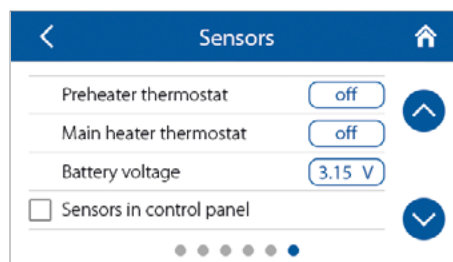 Sensors
Preheater thermostat off
Main heater thermostat off
Battery voltage 3.15 V
Sensors in control panel